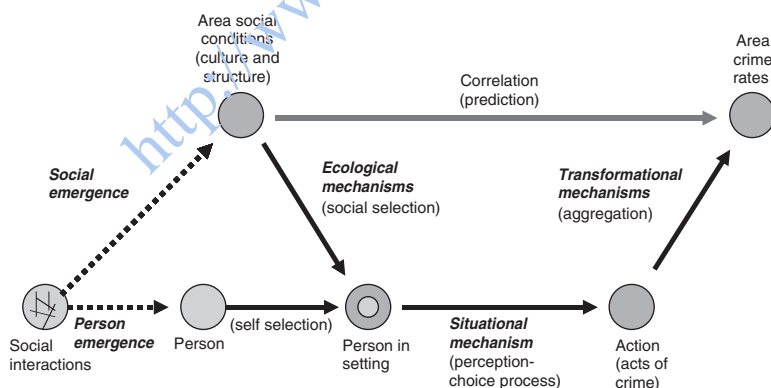 Area social
conditions
(culture and
structure)
Area
crime
rates
Correlation
(prediction)
Social
emergence
Ecological
mechanisms
(social selection)
Transformational
mechanisms
(aggregation)
Person
emergence
(self selection)
Situational
mechanism
(perception-
choice process)
Social
interactions
Person
Person in
setting
Action
(acts of
crime)
http://www